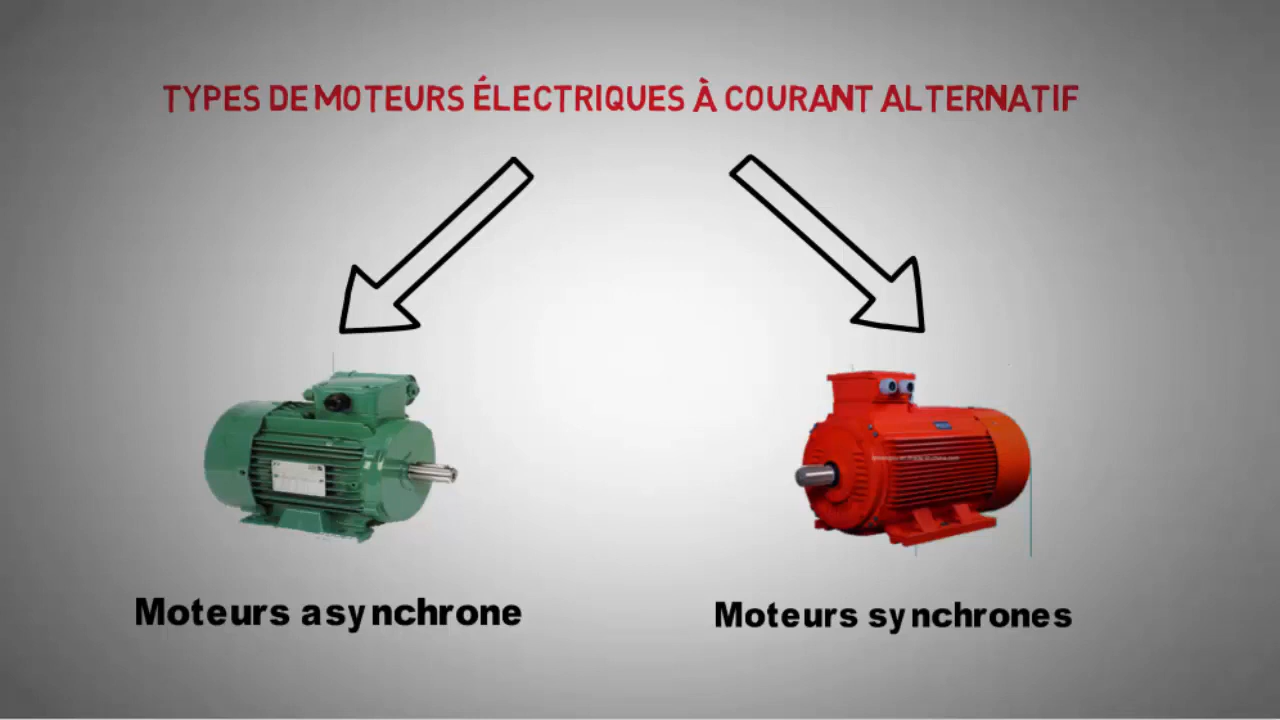 TYPES DE MOTEURS ÉLECTRIQUES À COURANT ALTERNATIF
Moteurs asynchrone
Moteurs synchrones